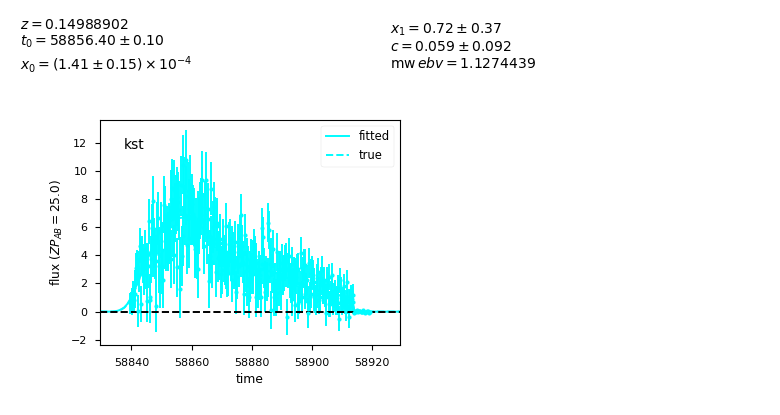 z = 0.14988902
t₀ = 58856.40 ± 0.10
x₀ = (1.41 ± 0.15) × 10⁻⁴
x₁ = 0.72 ± 0.37
c = 0.059 ± 0.092
mw ebv = 1.1274439
kst
fitted
true
12
10
8
6
4
2
0
−2
flux (ZP_AB = 25.0)
58840 58860 58880 58900 58920
time